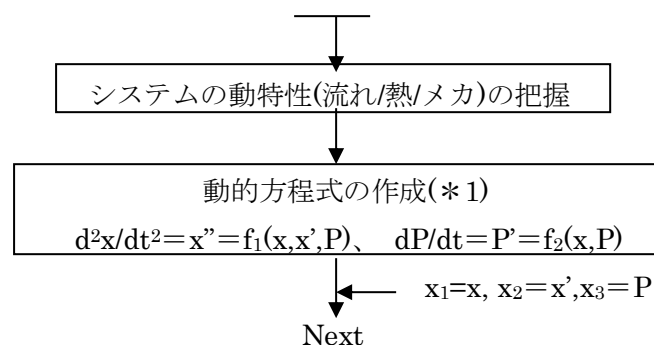 システムの動特性(流れ/熱/メカ)の把握
動的方程式の作成(＊1)
d²x/dt²＝x”＝f₁(x,x’,P)、 dP/dt＝P’＝f₂(x,P)
x₁=x, x₂＝x’,x₃＝P
Next